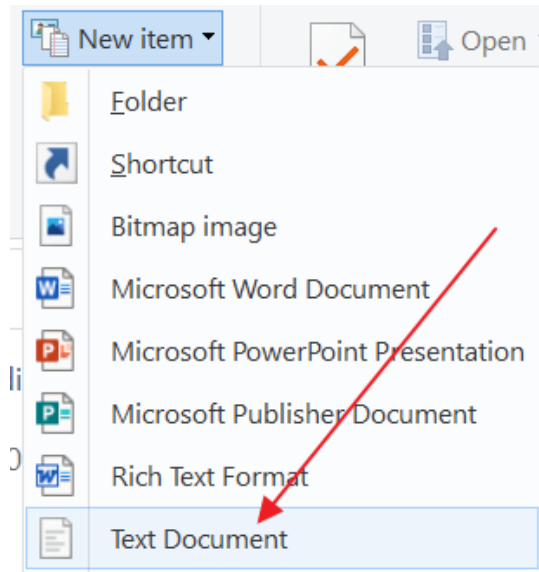 New item
Open
Folder
Shortcut
Bitmap image
Microsoft Word Document
Microsoft PowerPoint Presentation
Microsoft Publisher Document
Rich Text Format
Text Document